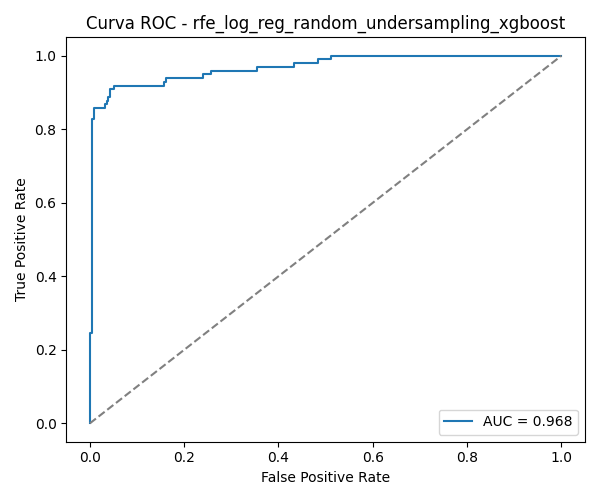 Curva ROC - rfe_log_reg_random_undersampling_xgboost
True Positive Rate
1.0
0.8
0.6
0.4
0.2
0.0
AUC = 0.968
0.0 0.2 0.4 0.6 0.8 1.0
False Positive Rate